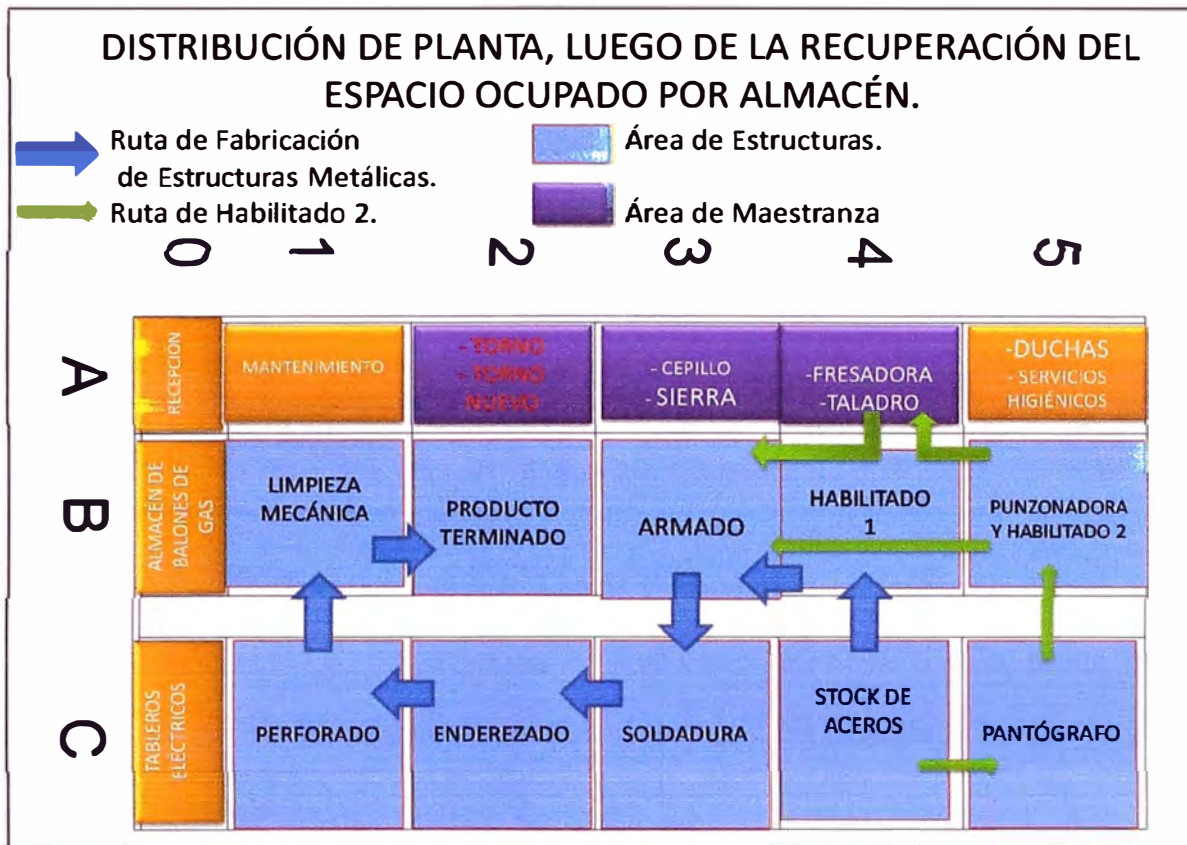 DISTRIBUCIÓN DE PLANTA, LUEGO DE LA RECUPERACIÓN DEL
ESPACIO OCUPADO POR ALMACÉN.
Ruta de Fabricación
de Estructuras Metálicas.
Ruta de Habilitado 2.
Área de Estructuras.
Área de Maestranza
0 1 2 3 4 5
A
RECEPCIÓN
MANTENIMIENTO
- TORNO
- TORNO
NUEVO
- CEPILLO
- SIERRA
-FRESADORA
-TALADRO
-DUCHAS
- SERVICIOS
HIGIÉNICOS
B
ALMACÉN DE
BALONES DE
GAS
LIMPIEZA
MECÁNICA
PRODUCTO
TERMINADO
ARMADO
HABILITADO
1
PUNZONADORA
Y HABILITADO 2
C
TABLEROS
ELÉCTRICOS
PERFORADO
ENDEREZADO
SOLDADURA
STOCK DE
ACEROS
PANTÓGRAFO